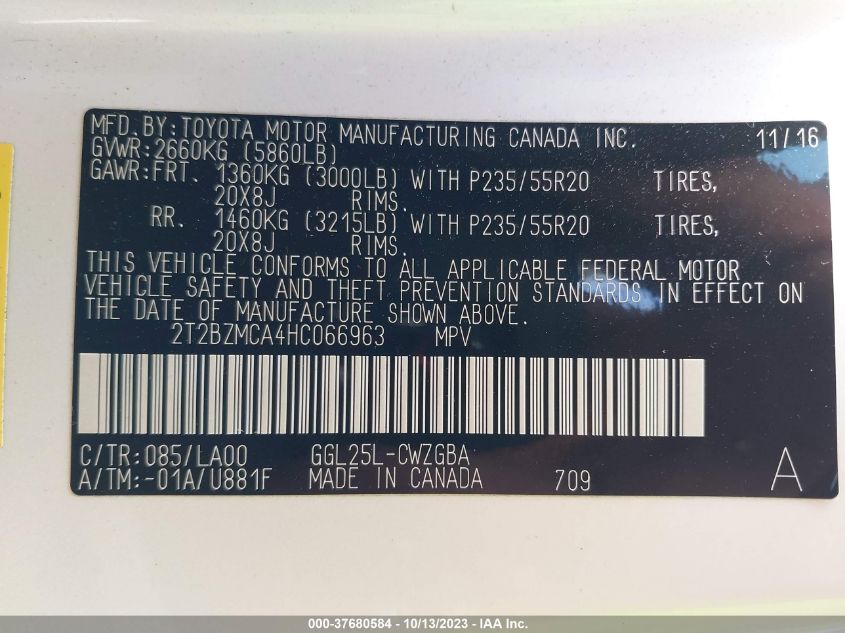 MFD.BY:TOYOTA MOTOR MANUFACTURING CANADA INC. 11/16
GVWR:2660KG (5860LB)
GAWR:FRT. 1360KG (3000LB) WITH P235/55R20 TIRES,
20X8J RIMS.
RR. 1460KG (3215LB) WITH P235/55R20 TIRES,
20X8J RIMS.
THIS VEHICLE CONFORMS TO ALL APPLICABLE FEDERAL MOTOR
VEHICLE SAFETY AND THEFT PREVENTION STANDARDS IN EFFECT ON
THE DATE OF MANUFACTURE SHOWN ABOVE.
2T2BZMCA4HC066963 MPV
C/TR:085/LA00 GGL25L-CWZGBA
A/TM:-01A/U881F MADE IN CANADA 709 A
000-37680584 - 10/13/2023 - IAA Inc.